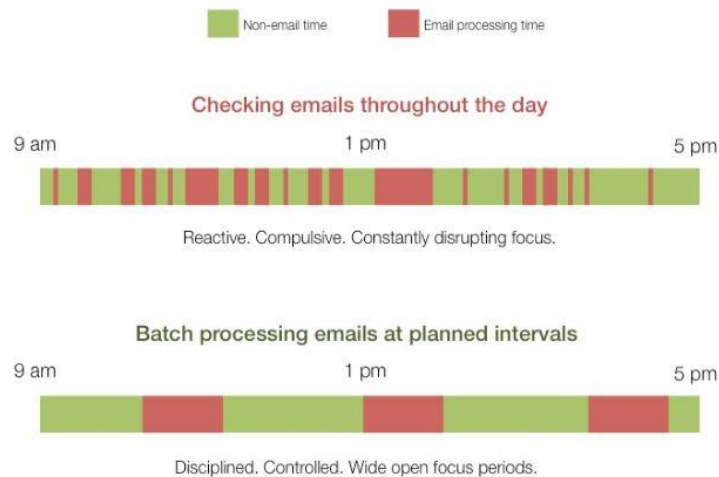 Non-email time
Email processing time
Checking emails throughout the day
9 am
1 pm
5 pm
Reactive. Compulsive. Constantly disrupting focus.
Batch processing emails at planned intervals
9 am
1 pm
5 pm
Disciplined. Controlled. Wide open focus periods.